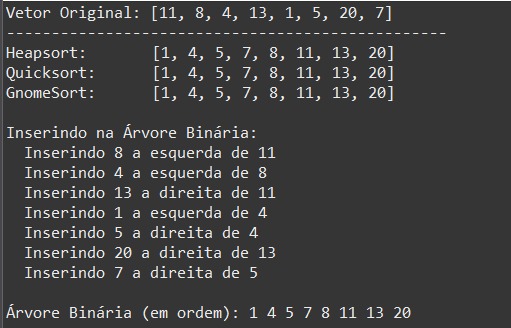 Vetor Original: [11, 8, 4, 13, 1, 5, 20, 7]
-----------------------------------------------
Heapsort: [1, 4, 5, 7, 8, 11, 13, 20]
Quicksort: [1, 4, 5, 7, 8, 11, 13, 20]
GnomeSort: [1, 4, 5, 7, 8, 11, 13, 20]
Inserindo na Árvore Binária:
Inserindo 8 a esquerda de 11
Inserindo 4 a esquerda de 8
Inserindo 13 a direita de 11
Inserindo 1 a esquerda de 4
Inserindo 5 a direita de 4
Inserindo 20 a direita de 13
Inserindo 7 a direita de 5
Árvore Binária (em ordem): 1 4 5 7 8 11 13 20